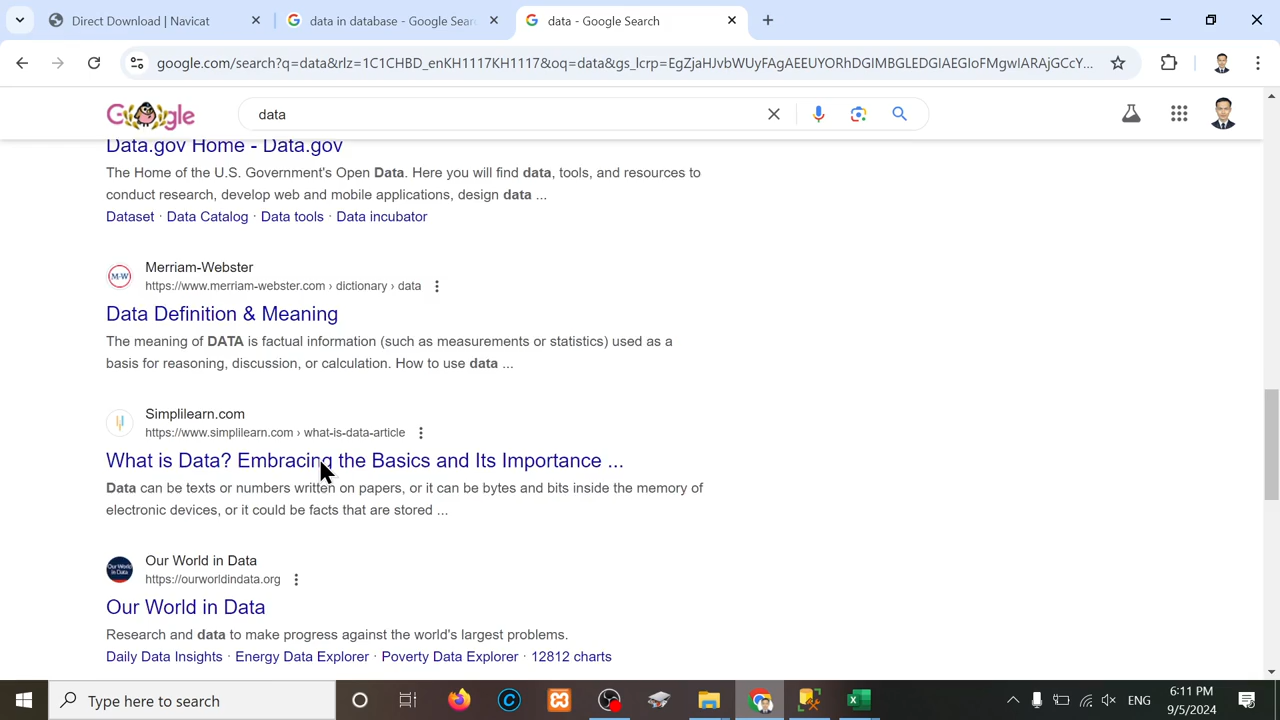 Direct Download | Navicat
data in database - Google Sear
data - Google Search
google.com/search?q=data&rlz=1C1CHBD_enKH1117KH1117&oq=data&gs_lcrp=EgZjaHJvbWUyFAgAEEUYORhDGIMBGLEDGIAEGIoFMgwIARAjGCcY...
Google
data
Data.gov Home - Data.gov
The Home of the U.S. Government's Open Data. Here you will find data, tools, and resources to
conduct research, develop web and mobile applications, design data ...
Dataset · Data Catalog · Data tools · Data incubator
M-W
Merriam-Webster
https://www.merriam-webster.com › dictionary › data
Data Definition & Meaning
The meaning of DATA is factual information (such as measurements or statistics) used as a
basis for reasoning, discussion, or calculation. How to use data ...
Simplilearn.com
https://www.simplilearn.com › what-is-data-article
What is Data? Embracing the Basics and Its Importance ...
Data can be texts or numbers written on papers, or it can be bytes and bits inside the memory of
electronic devices, or it could be facts that are stored ...
Our World in Data
Our World in Data
https://ourworldindata.org
Our World in Data
Research and data to make progress against the world's largest problems.
Daily Data Insights · Energy Data Explorer · Poverty Data Explorer · 12812 charts
Type here to search
ENG
6:11 PM
9/5/2024